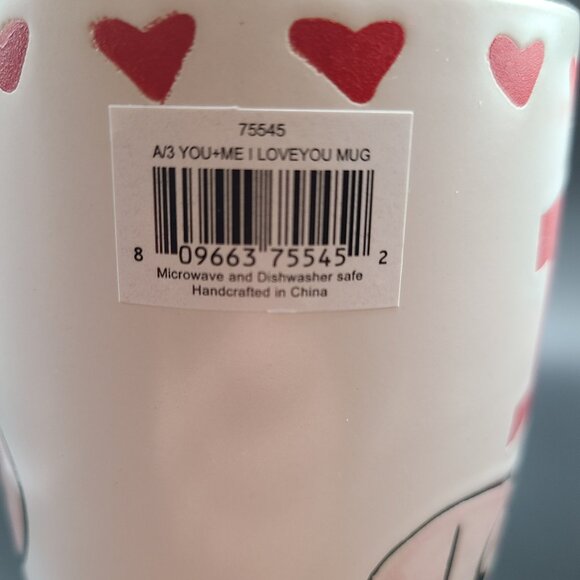 75545
A/3 YOU+ME I LOVEYOU MUG
8 09663 75545 2
Microwave and Dishwasher safe
Handcrafted in China